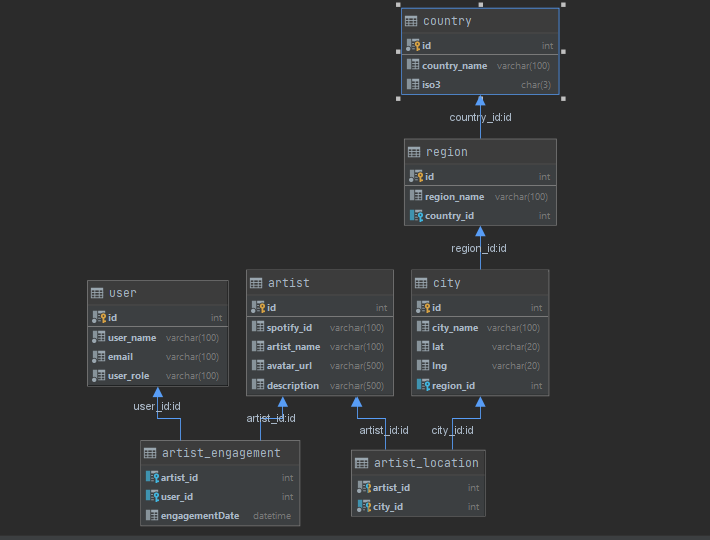 country
id int
country_name varchar(100)
iso3 char(3)
country_id:id
region
id int
region_name varchar(100)
country_id int
region_id:id
user
id int
user_name varchar(100)
email varchar(100)
user_role varchar(100)
artist
id int
spotify_id varchar(100)
artist_name varchar(100)
avatar_url varchar(500)
description varchar(500)
city
id int
city_name varchar(100)
lat varchar(20)
lng varchar(20)
region_id int
user_id:id
artist_id:id
artist_id:id
city_id:id
artist_engagement
artist_id int
user_id int
engagementDate datetime
artist_location
artist_id int
city_id int